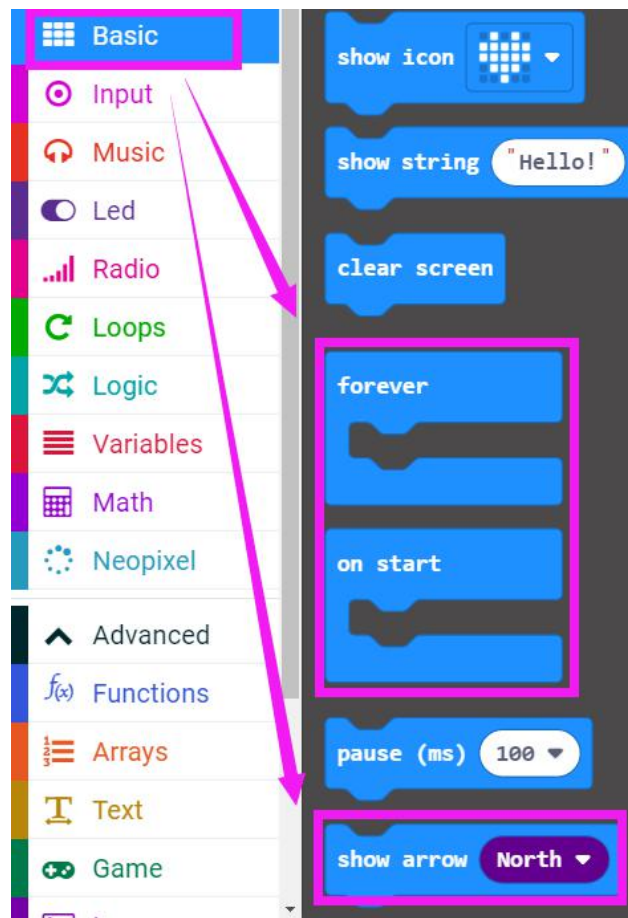 Basic
Input
Music
Led
Radio
Loops
Logic
Variables
Math
Neopixel
Advanced
f(x) Functions
Arrays
Text
Game
show icon
show string "Hello!"
clear screen
forever
on start
pause (ms) 100
show arrow North